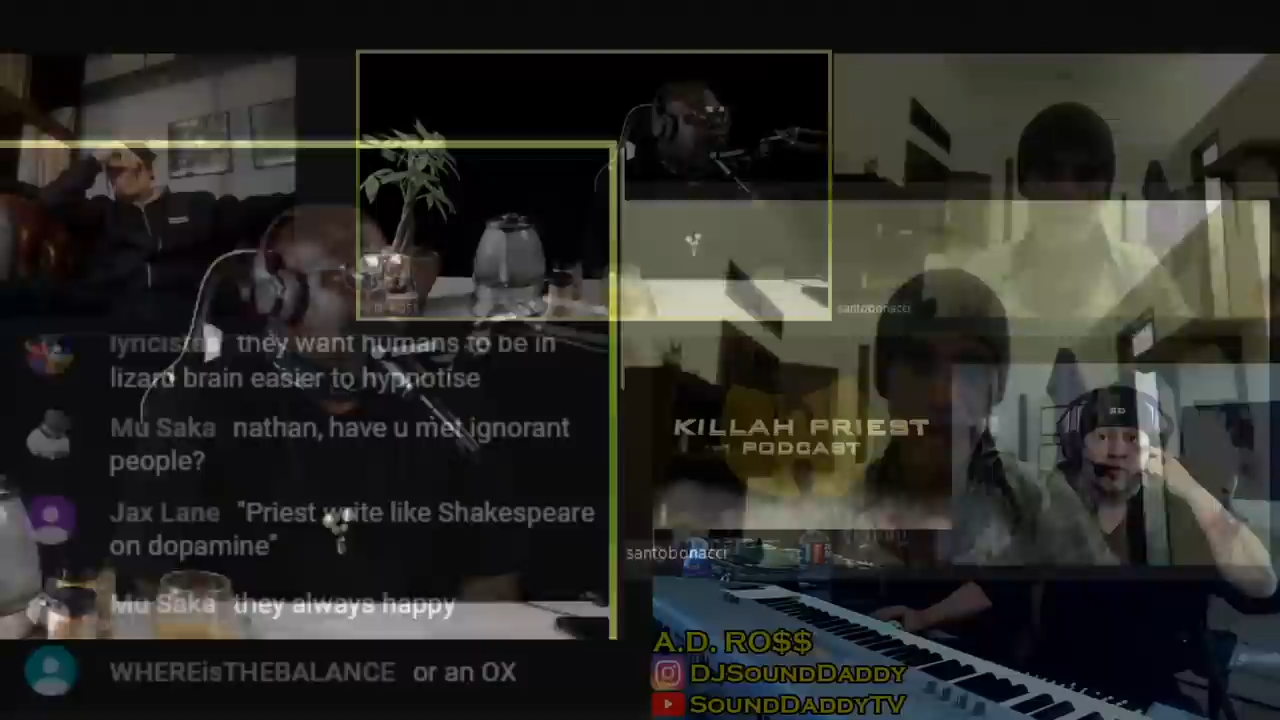 santobonacci
lyricism they want humans to be in
lizard brain easier to hypnotise
Mu Saka nathan, have u met ignorant
people?
Jax Lane "Priest write like Shakespeare
on dopamine"
Mu Saka they always happy
WHEREisTHEBALANCE or an OX
KILLAH PRIEST
PODCAST
SD
santobonacci
A.D. RO$$
DJSoundDaddy
SoundDaddyTV